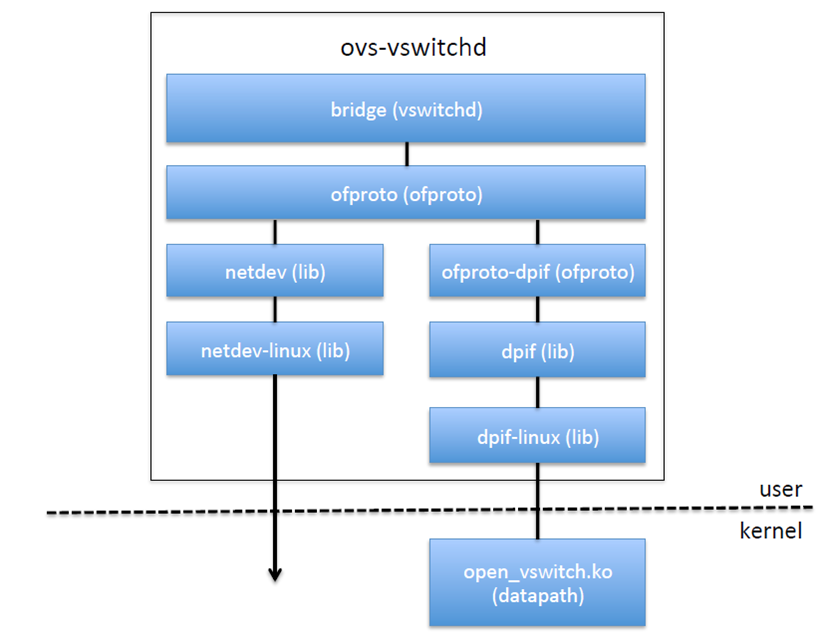 ovs-vswitchd
bridge (vswitchd)
ofproto (ofproto)
netdev (lib)
ofproto-dpif (ofproto)
netdev-linux (lib)
dpif (lib)
dpif-linux (lib)
user
kernel
open_vswitch.ko
(datapath)